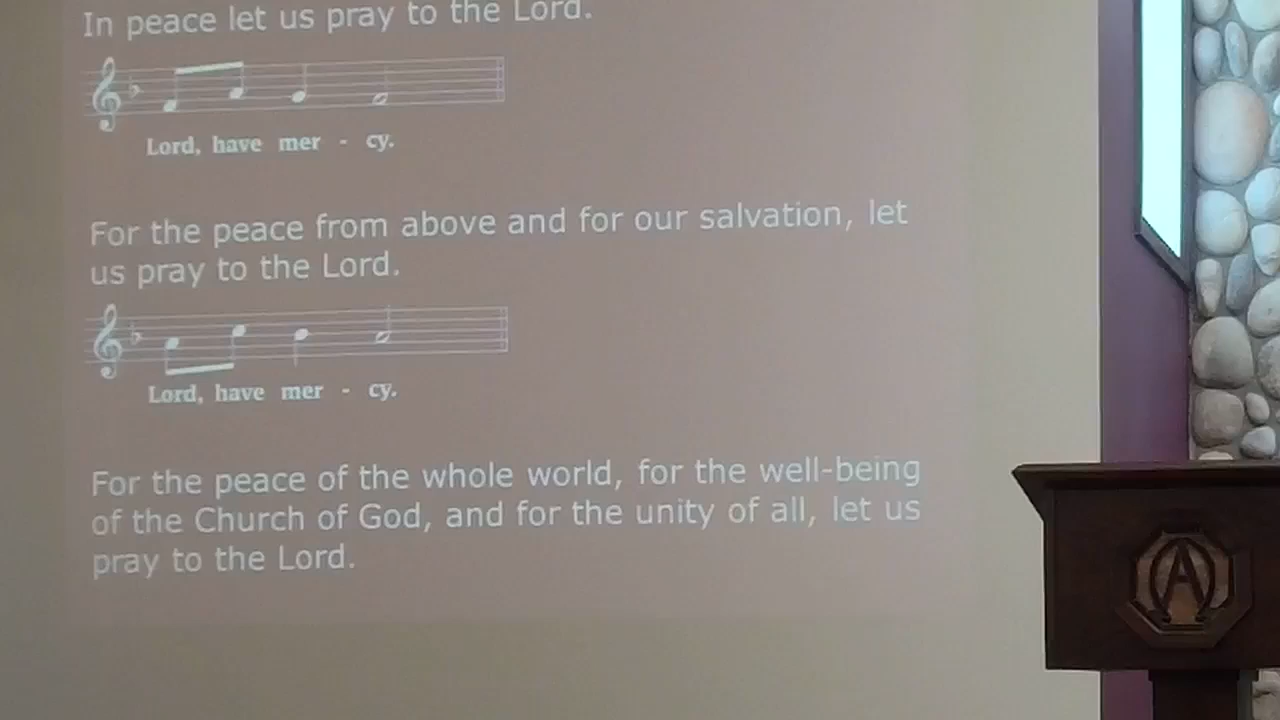 In peace let us pray to the Lord.
Lord, have mer - cy.
For the peace from above and for our salvation, let
us pray to the Lord.
Lord, have mer - cy.
For the peace of the whole world, for the well-being
of the Church of God, and for the unity of all, let us
pray to the Lord.